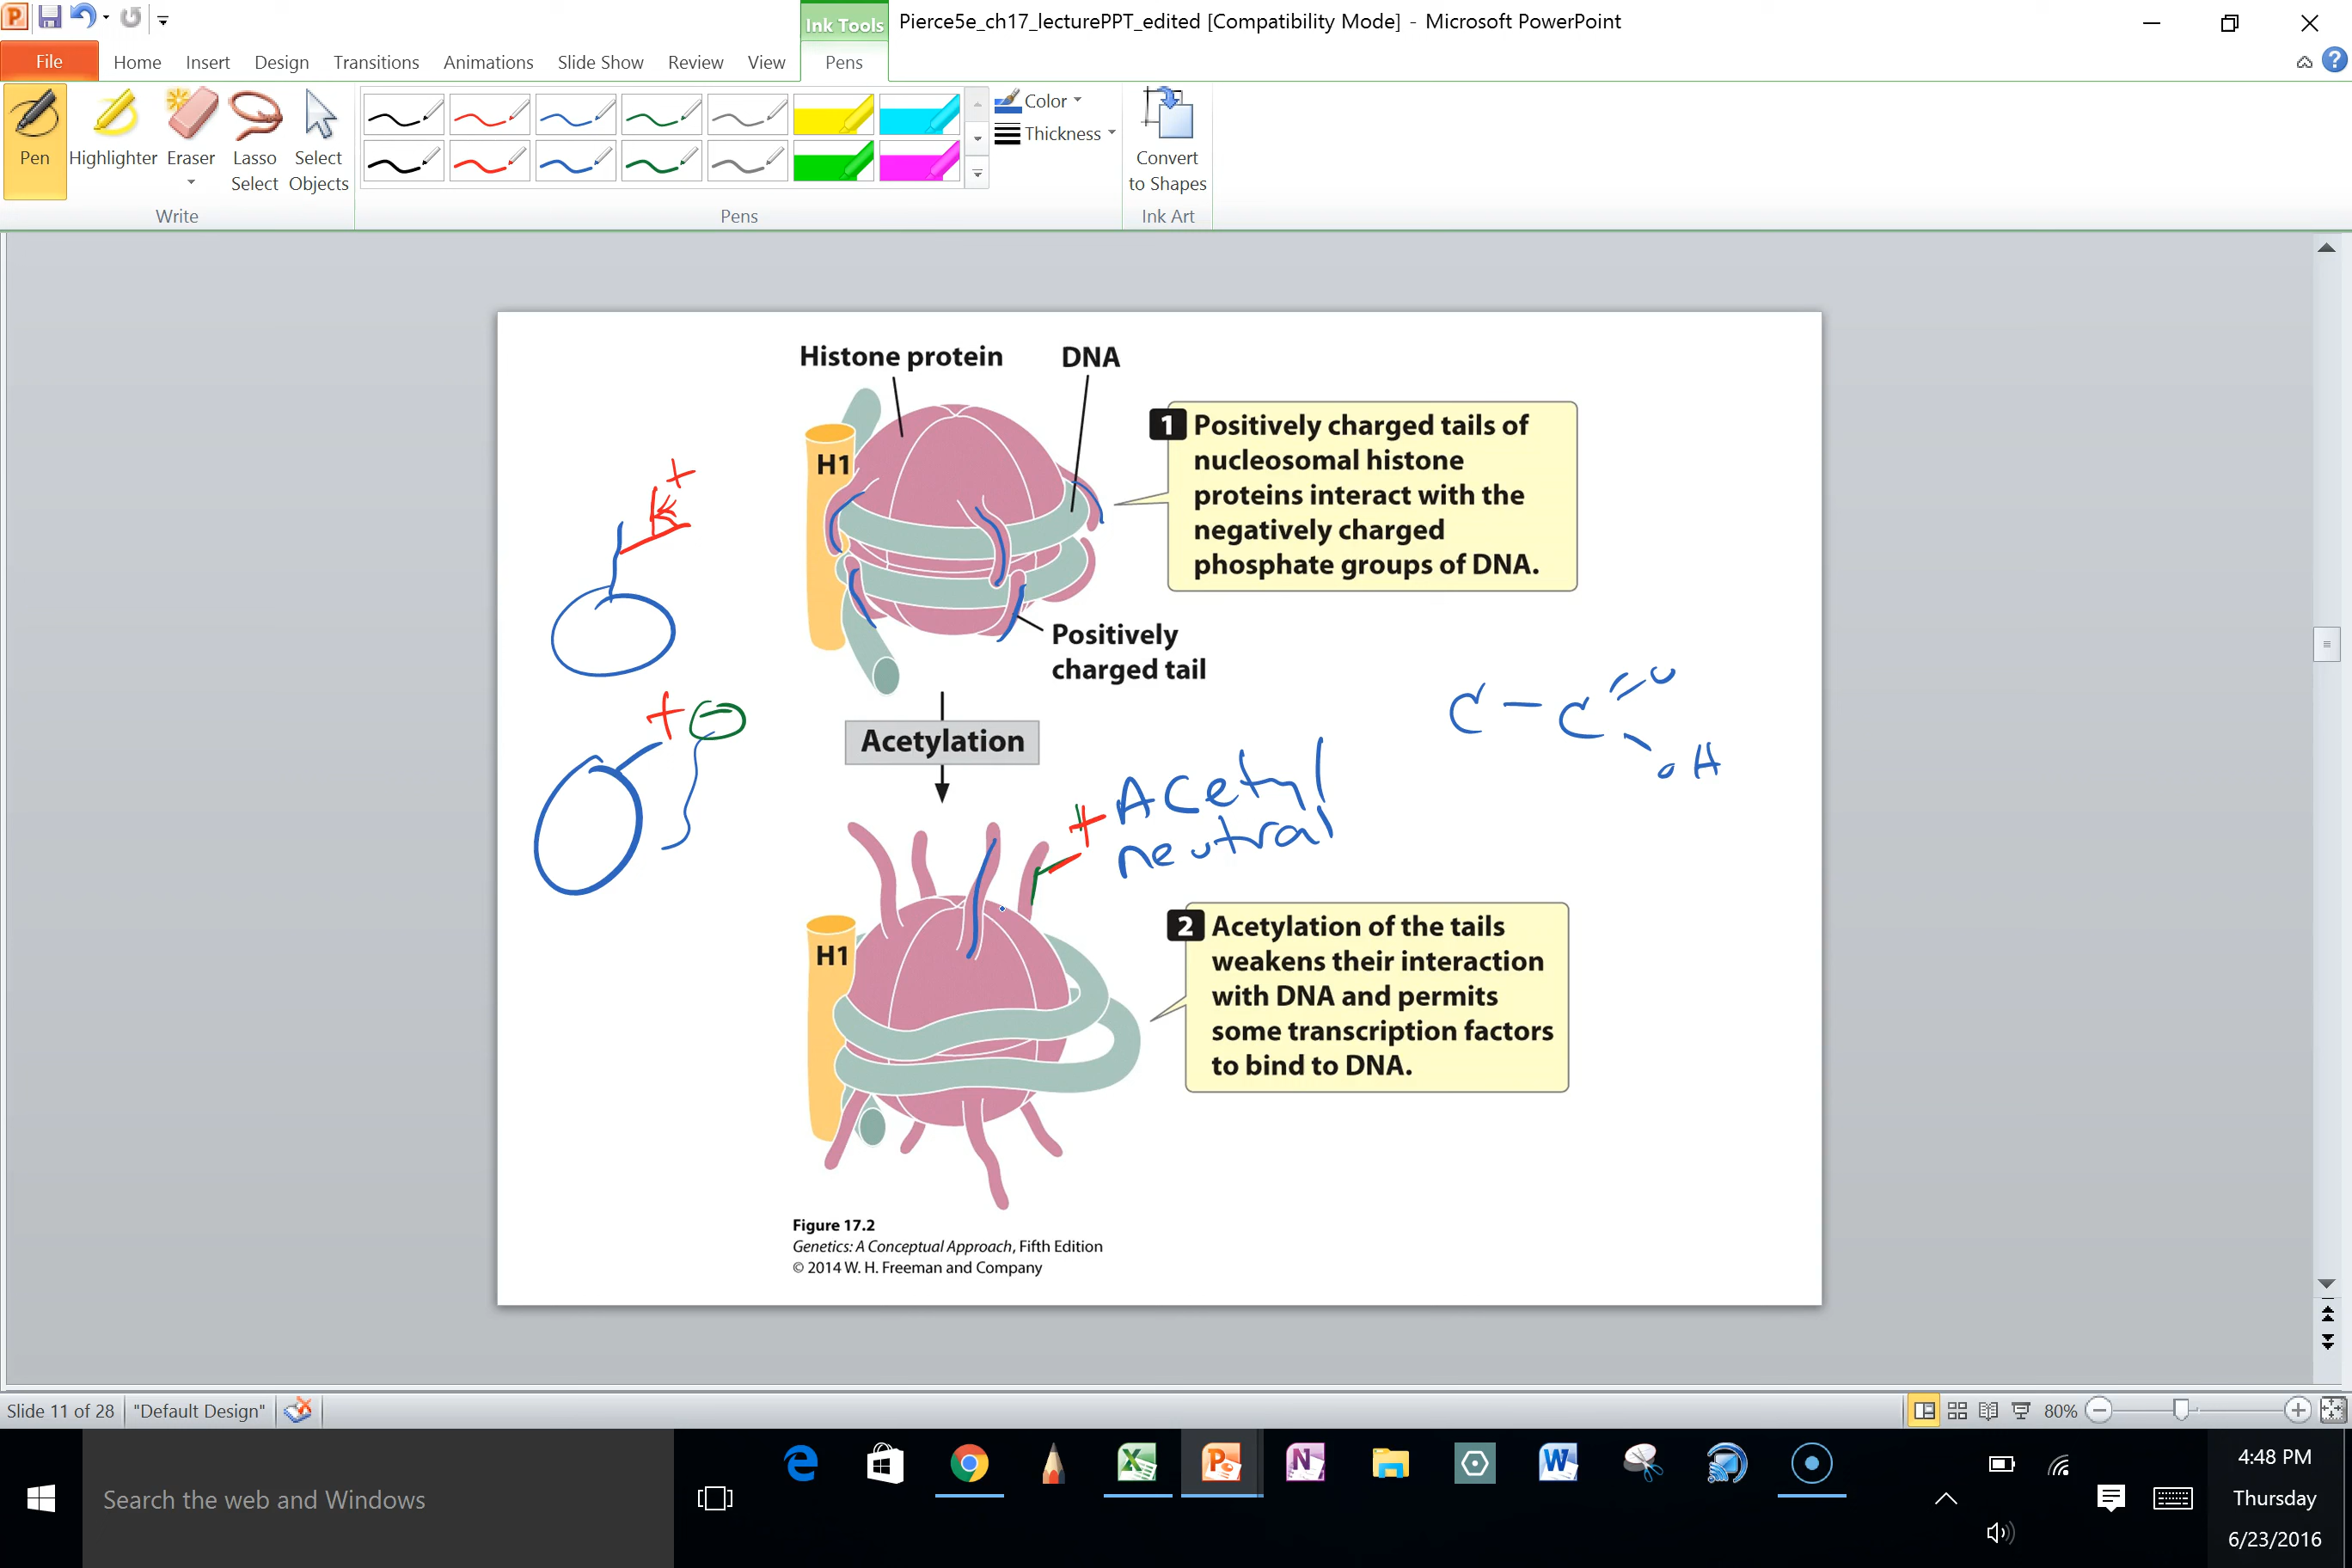 Ink Tools
Pierce5e_ch17_lecturePPT_edited [Compatibility Mode] - Microsoft PowerPoint
File Home Insert Design Transitions Animations Slide Show Review View Pens
Pen
Highlighter
Eraser
Lasso
Select
Select
Objects
Write
Pens
Color
Thickness
Convert
to Shapes
Ink Art
Histone protein
DNA
H1
1 Positively charged tails of
nucleosomal histone
proteins interact with the
negatively charged
phosphate groups of DNA.
K +
Positively
charged tail
+ −
C - C = O
OH
Acetylation
+ Acetyl
neutral
H1
2 Acetylation of the tails
weakens their interaction
with DNA and permits
some transcription factors
to bind to DNA.
Figure 17.2
Genetics: A Conceptual Approach, Fifth Edition
© 2014 W. H. Freeman and Company
Slide 11 of 28
"Default Design"
80%
Search the web and Windows
4:48 PM
Thursday
6/23/2016